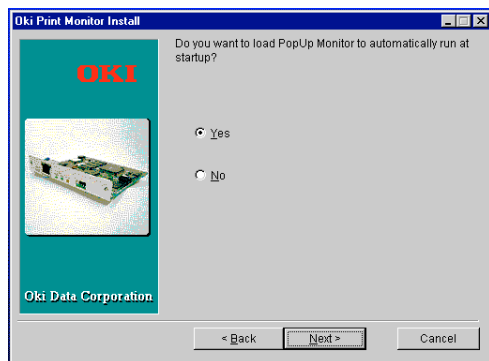 Oki Print Monitor Install
Do you want to load PopUp Monitor to automatically run at
startup?
OKI
Yes
No
Oki Data Corporation
< Back
Next >
Cancel